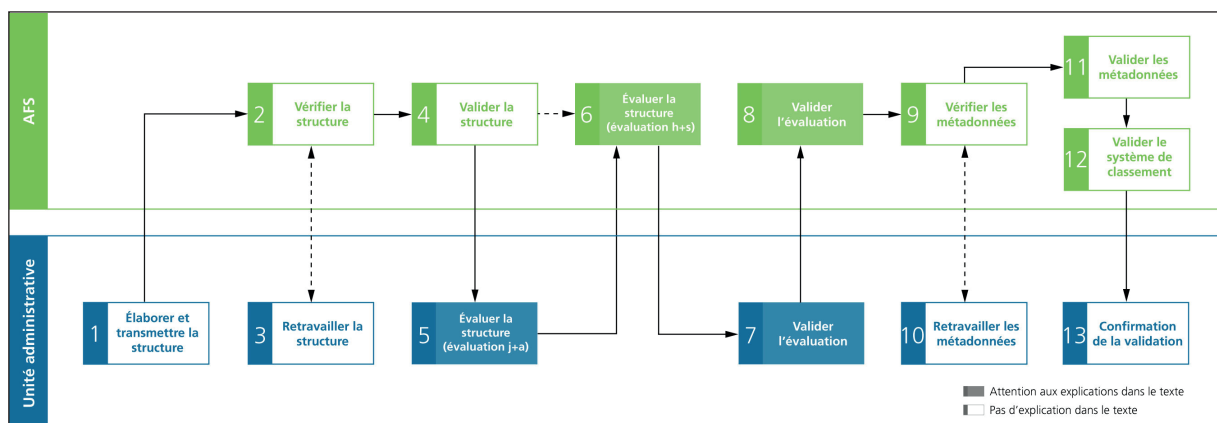 AFS
2
Vérifier la
structure
4
Valider la
structure
6
Évaluer la
structure
(évaluation h+s)
8
Valider
l’évaluation
9
Vérifier les
métadonnées
11
Valider les
métadonnées
12
Valider le
système de
classement
Unité administrative
1
Élaborer et
transmettre la
structure
3
Retravailler la
structure
5
Évaluer la
structure
(évaluation j+a)
7
Valider
l’évaluation
10
Retravailler les
métadonnées
13
Confirmation
de la validation
Attention aux explications dans le texte
Pas d’explication dans le texte